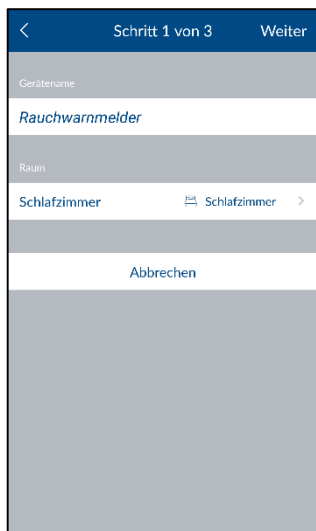 Schritt 1 von 3 Weiter
Gerätename
Rauchwarnmelder
Raum
Schlafzimmer Schlafzimmer
Abbrechen